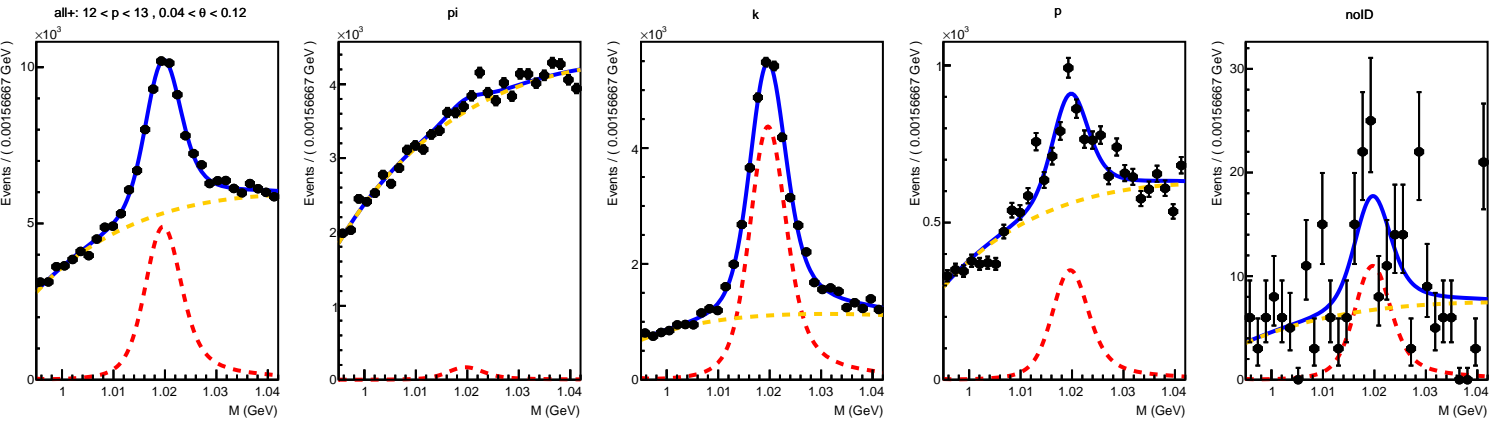 all+: 12 < p < 13 , 0.04 < θ < 0.12
×10³
Events / ( 0.00156667 GeV )
10
5
0
1 1.01 1.02 1.03 1.04
M (GeV)
pi
×10³
Events / ( 0.00156667 GeV )
4
3
2
1
0
1 1.01 1.02 1.03 1.04
M (GeV)
k
×10³
Events / ( 0.00156667 GeV )
4
2
0
1 1.01 1.02 1.03 1.04
M (GeV)
p
×10³
Events / ( 0.00156667 GeV )
1
0.5
0
1 1.01 1.02 1.03 1.04
M (GeV)
noID
Events / ( 0.00156667 GeV )
30
20
10
0
1 1.01 1.02 1.03 1.04
M (GeV)